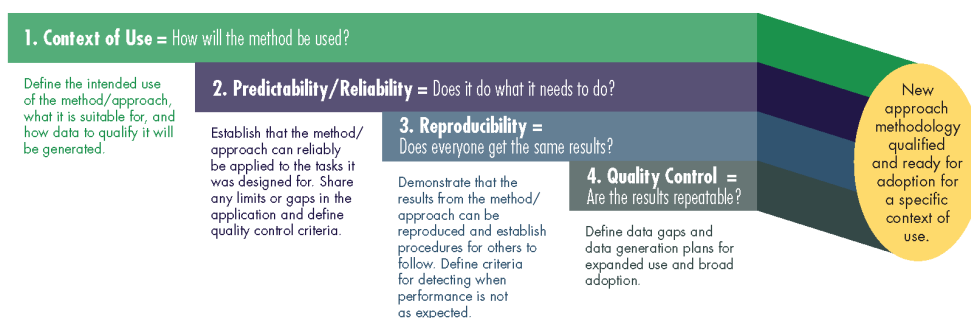 1. Context of Use = How will the method be used?
Define the intended use
of the method/approach,
what it is suitable for, and
how data to qualify it will
be generated.
2. Predictability/Reliability = Does it do what it needs to do?
Establish that the method/
approach can reliably
be applied to the tasks it
was designed for. Share
any limits or gaps in the
application and define
quality control criteria.
3. Reproducibility =
Does everyone get the same results?
Demonstrate that the
results from the method/
approach can be
reproduced and establish
procedures for others to
follow. Define criteria
for detecting when
performance is not
as expected.
4. Quality Control =
Are the results repeatable?
Define data gaps and
data generation plans for
expanded use and broad
adoption.
New
approach
methodology
qualified
and ready for
adoption for
a specific
context of
use.